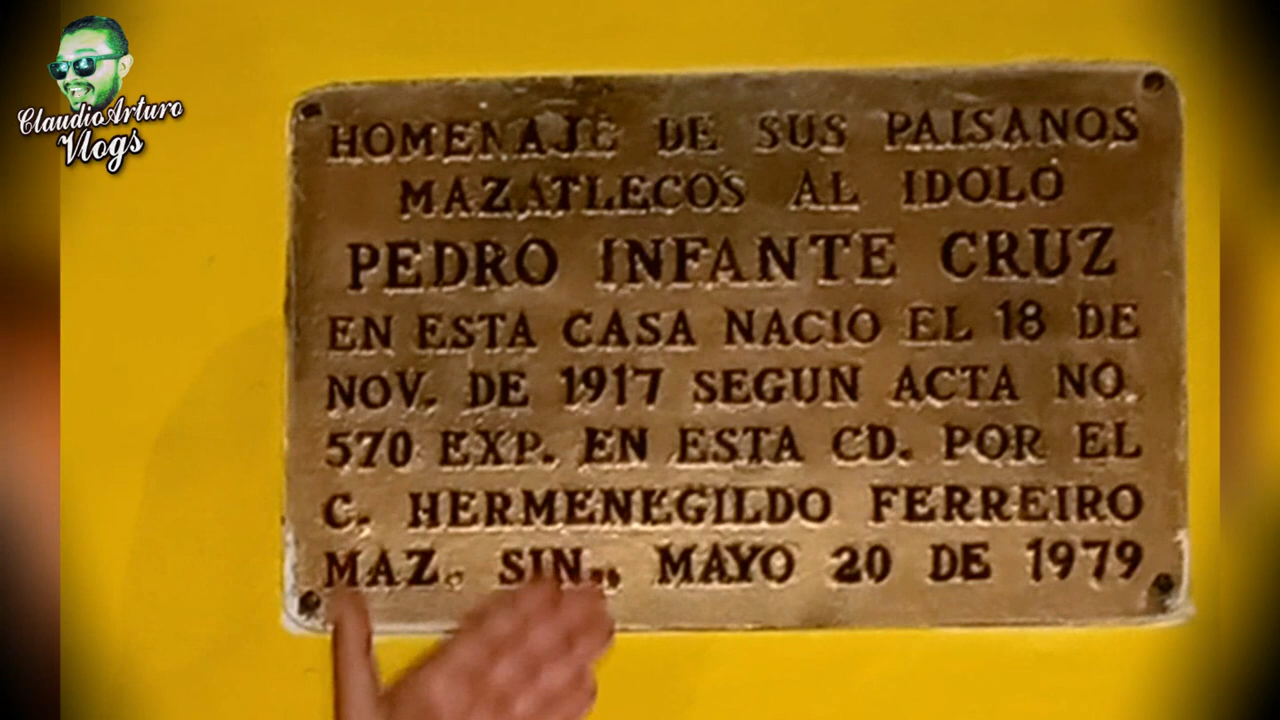 ClaudioArturo
Vlogs
HOMENAJE DE SUS PAISANOS
MAZATLECOS AL IDOLO
PEDRO INFANTE CRUZ
EN ESTA CASA NACIO EL 18 DE
NOV. DE 1917 SEGUN ACTA NO.
570 EXP. EN ESTA CD. POR EL
C. HERMENEGILDO FERREIRO
MAZ. SIN., MAYO 20 DE 1979